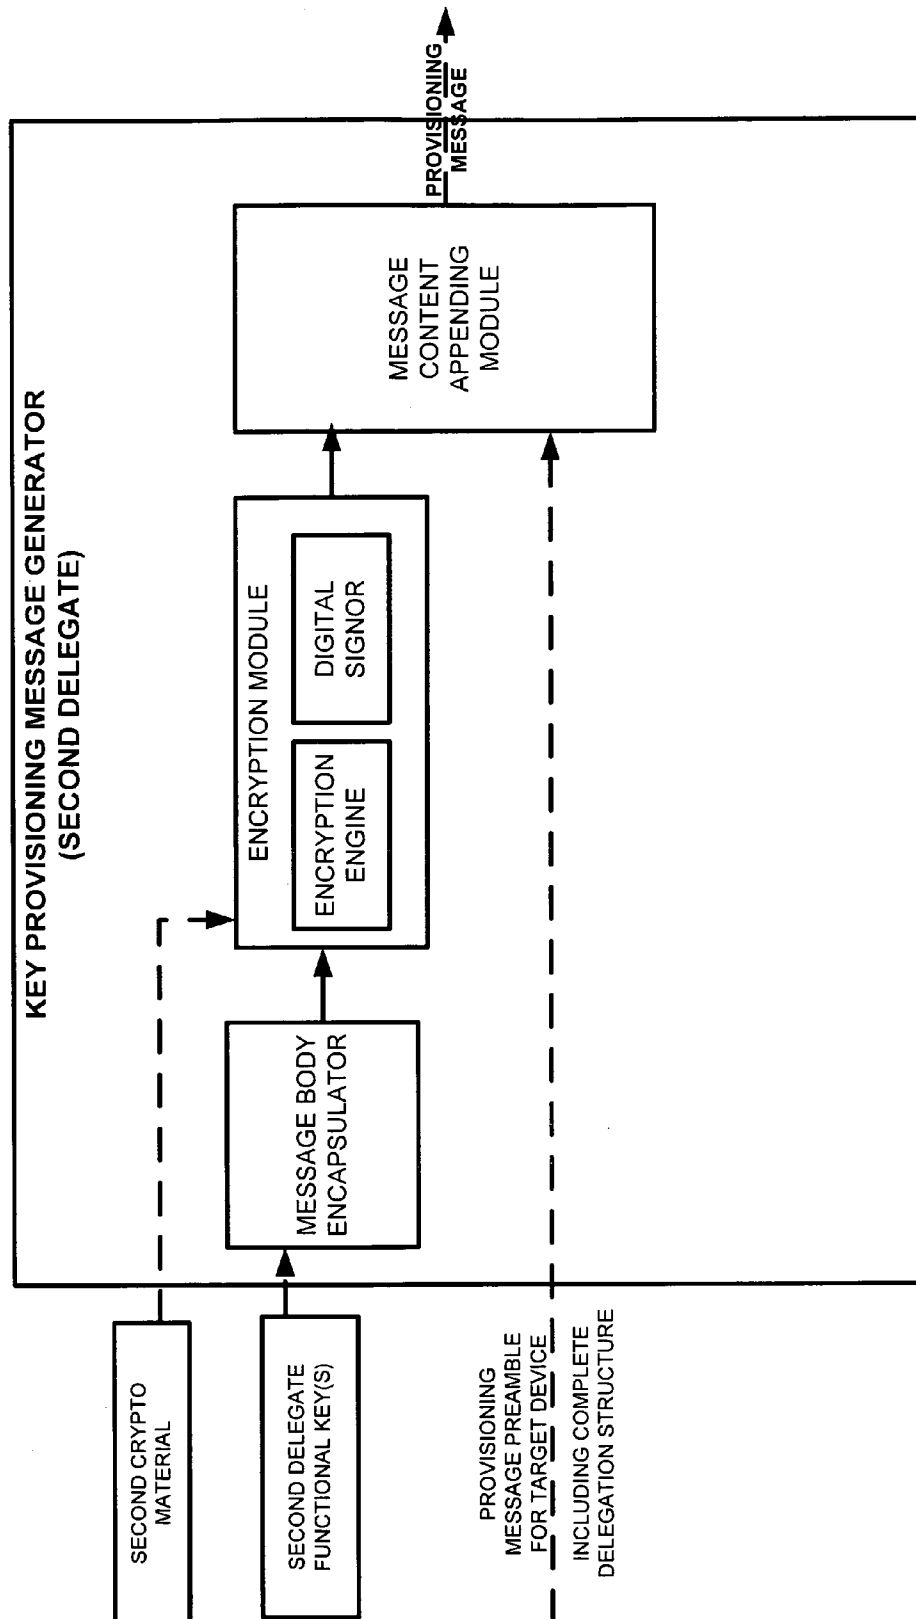 KEY PROVISIONING MESSAGE GENERATOR
(SECOND DELEGATE)
SECOND CRYPTO
MATERIAL
SECOND DELEGATE
FUNCTIONAL KEY(S)
PROVISIONING
MESSAGE PREAMBLE
FOR TARGET DEVICE
INCLUDING COMPLETE
DELEGATION STRUCTURE
MESSAGE BODY
ENCAPSULATOR
ENCRYPTION MODULE
ENCRYPTION
ENGINE
DIGITAL
SIGNOR
MESSAGE
CONTENT
APPENDING
MODULE
PROVISIONING
MESSAGE